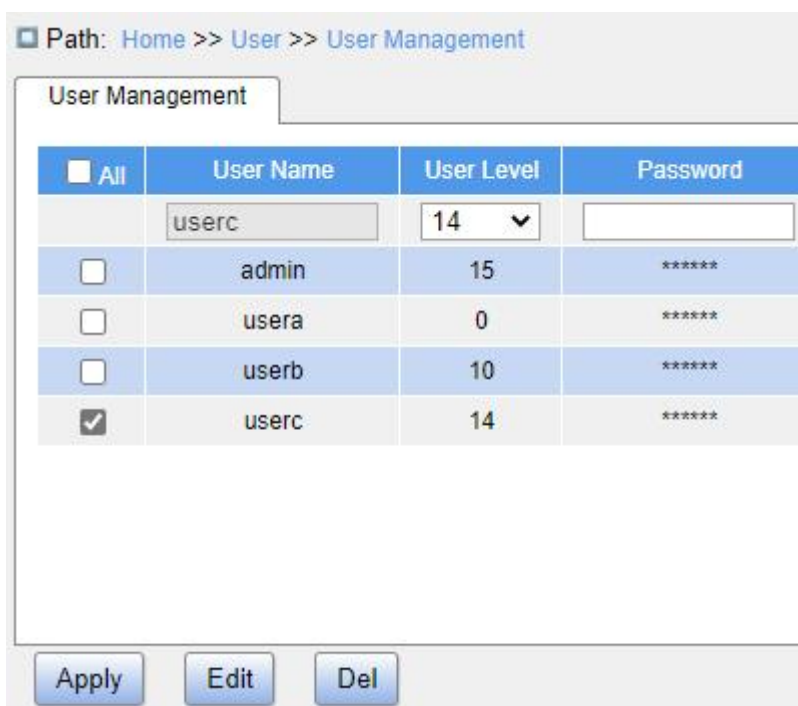 Path: Home >> User >> User Management
User Management
All User Name User Level Password
userc 14
admin 15 ******
usera 0 ******
userb 10 ******
userc 14 ******
Apply Edit Del